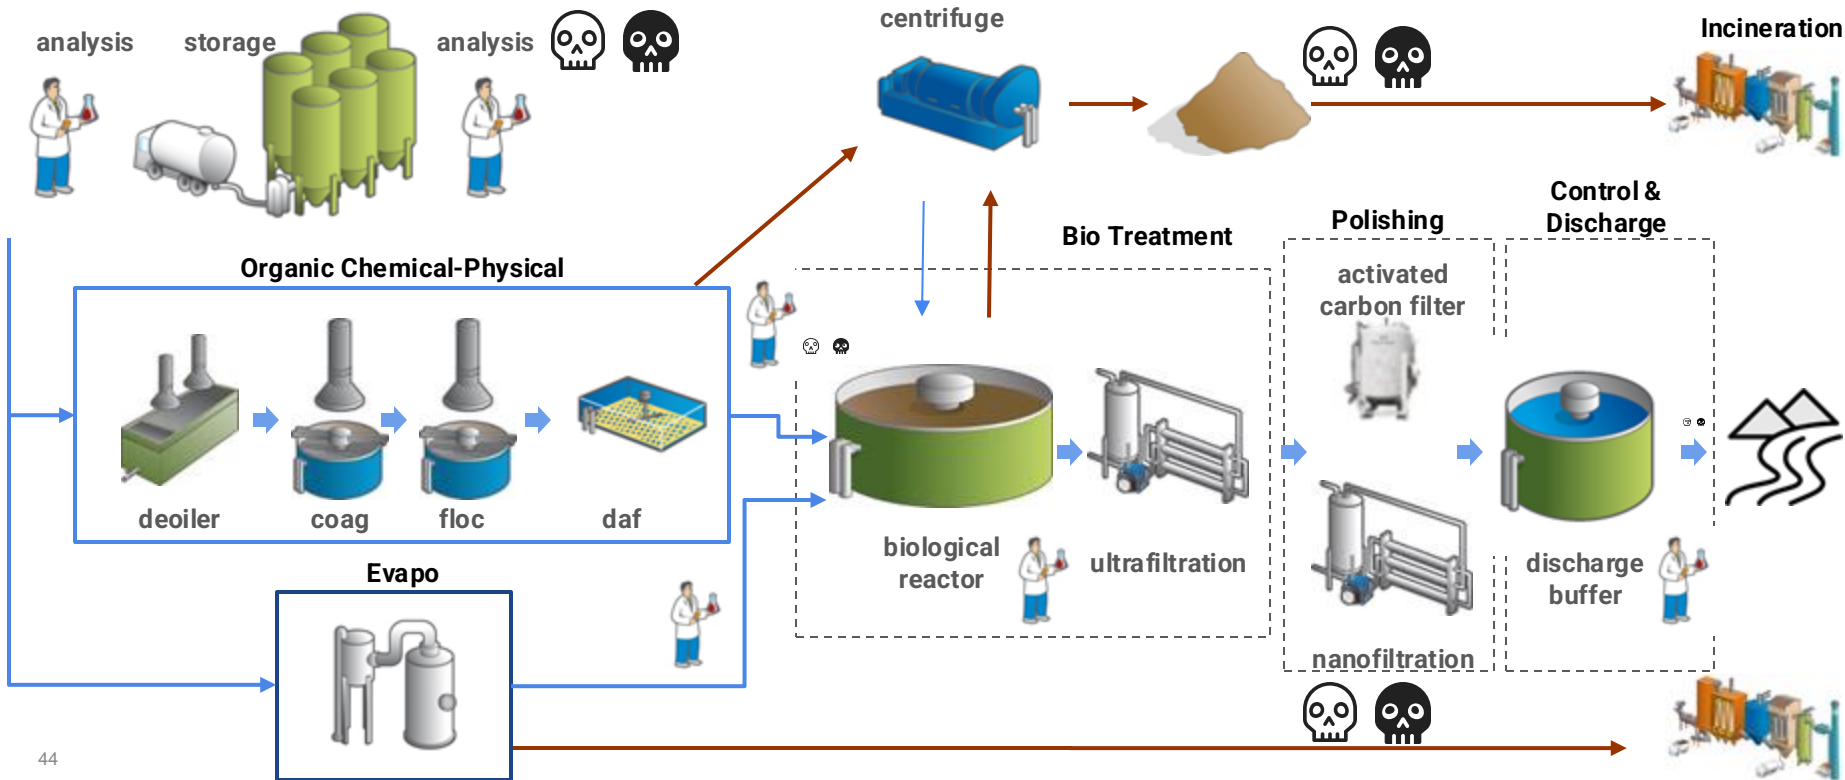 analysis
storage
analysis
centrifuge
Incineration
Organic Chemical-Physical
Bio Treatment
Polishing
Control &
Discharge
activated
carbon filter
deoiler
coag
floc
daf
biological
reactor
ultrafiltration
discharge
buffer
Evapo
nanofiltration
44